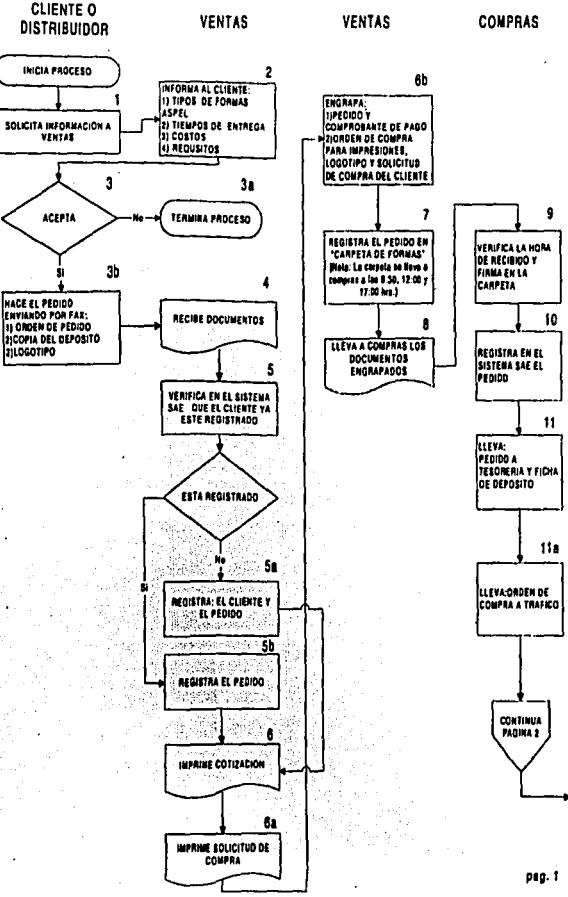 CLIENTE O
DISTRIBUIDOR
VENTAS
VENTAS
COMPRAS
INICIA PROCESO
1
SOLICITA INFORMACIÓN A
VENTAS
2
INFORMA AL CLIENTE:
1) TIPOS DE FORMAS
ASPEL
2) TIEMPOS DE ENTREGA
3) COSTOS
4) REQUSITOS
3
ACEPTA
No
3a
TERMINA PROCESO
Si
3b
HACE EL PEDIDO
ENVIANDO POR FAX:
1) ORDEN DE PEDIDO
2)COPIA DEL DEPOSITO
3)LOGOTIPO
4
RECIBE DOCUMENTOS
5
VERIFICA EN EL SISTEMA
SAE QUE EL CLIENTE YA
ESTE REGISTRADO
ESTA REGISTRADO
No
Si
5a
REGISTRA: EL CLIENTE Y
EL PEDIDO
5b
REGISTRA EL PEDIDO
6
IMPRIME COTIZACION
6a
IMPRIME SOLICITUD DE
COMPRA
6b
ENGRAPA:
1)PEDIDO Y
COMPROBANTE DE PAGO
2)ORDEN DE COMPRA
PARA IMPRESIONES,
LOGOTIPO Y SOLICITUD
DE COMPRA DEL CLIENTE
7
REGISTRA EL PEDIDO EN
"CARPETA DE FORMAS"
(Nota: La carpeta se lleva a
compras a las 9:50, 12:00 y
17:00 hrs.)
8
LLEVA A COMPRAS LOS
DOCUMENTOS
ENGRAPADOS
9
VERIFICA LA HORA
DE RECIBIDO Y
FIRMA EN LA
CARPETA
10
REGISTRA EN EL
SISTEMA SAE EL
PEDIDO
11
LLEVA:
PEDIDO A
TESORERIA Y FICHA
DE DEPOSITO
11a
LLEVA:ORDEN DE
COMPRA A TRAFICO
CONTINUA
PAGINA 2
pag. 1